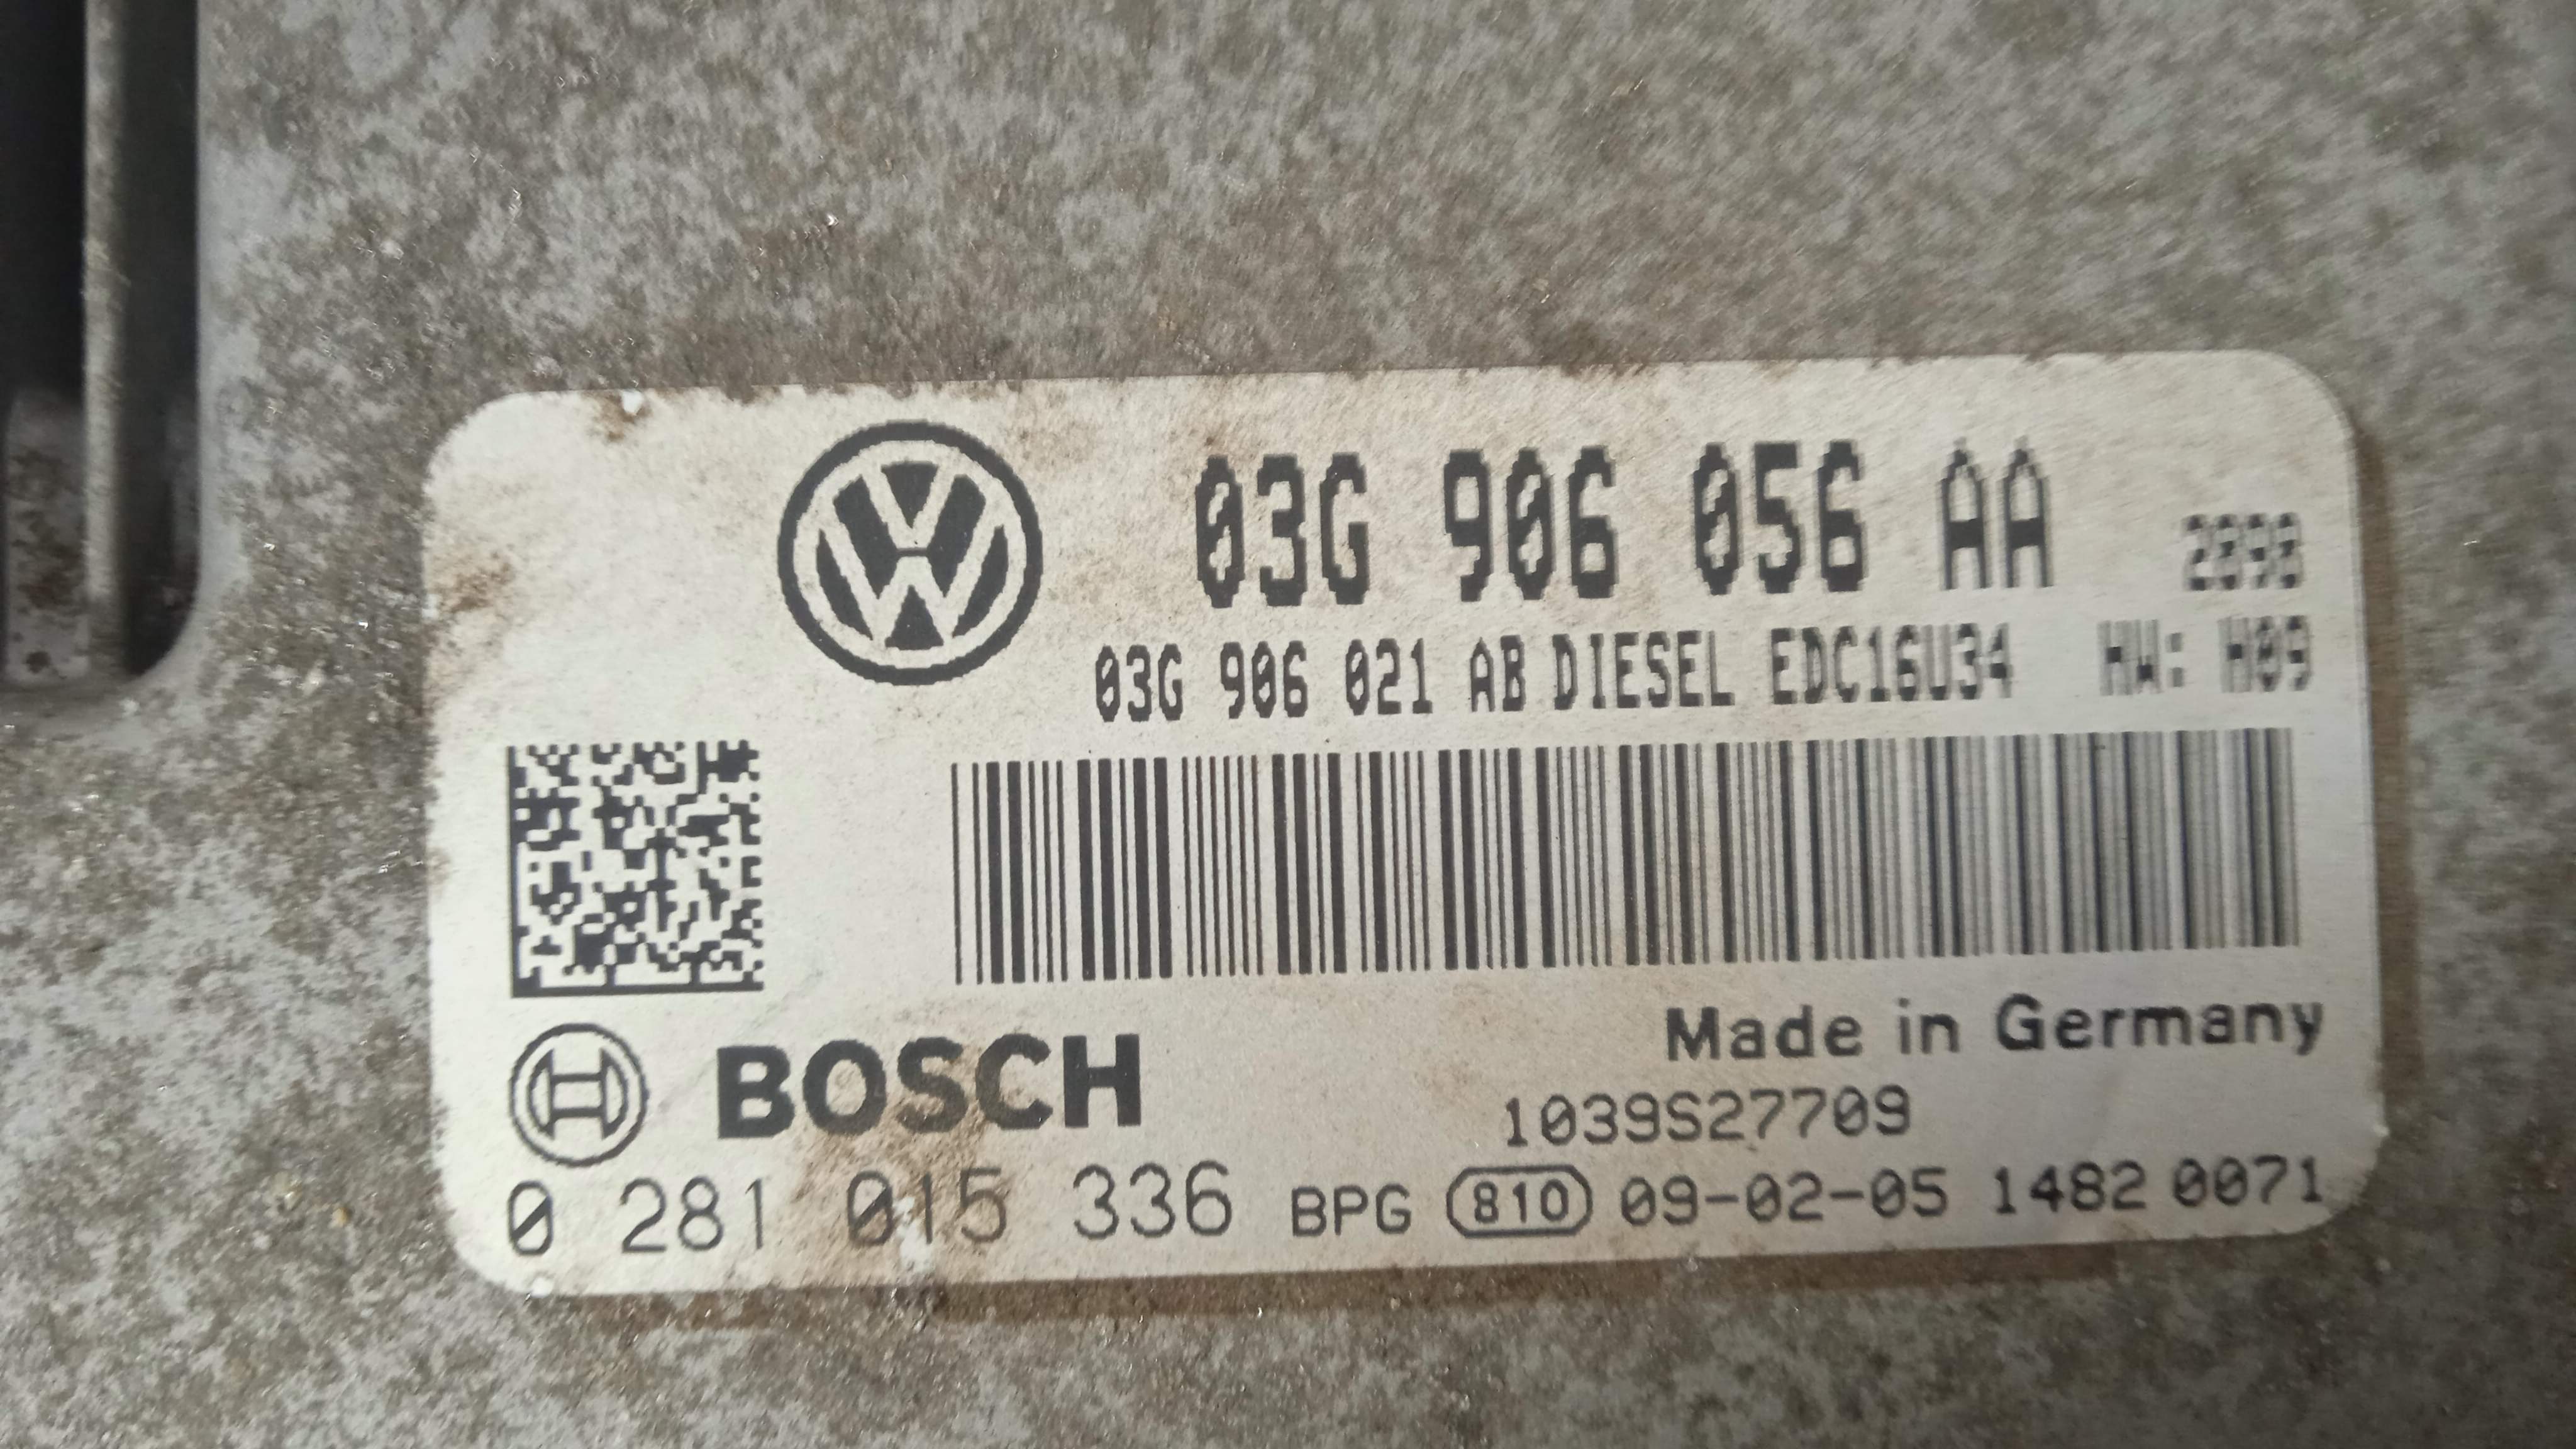 03G 906 056 AA 2898
03G 906 021 AB DIESEL EDC16U34 HW: H09
Made in Germany
BOSCH
1039S27709
0 281 015 336 BPG 810 09-02-05 1482 0071